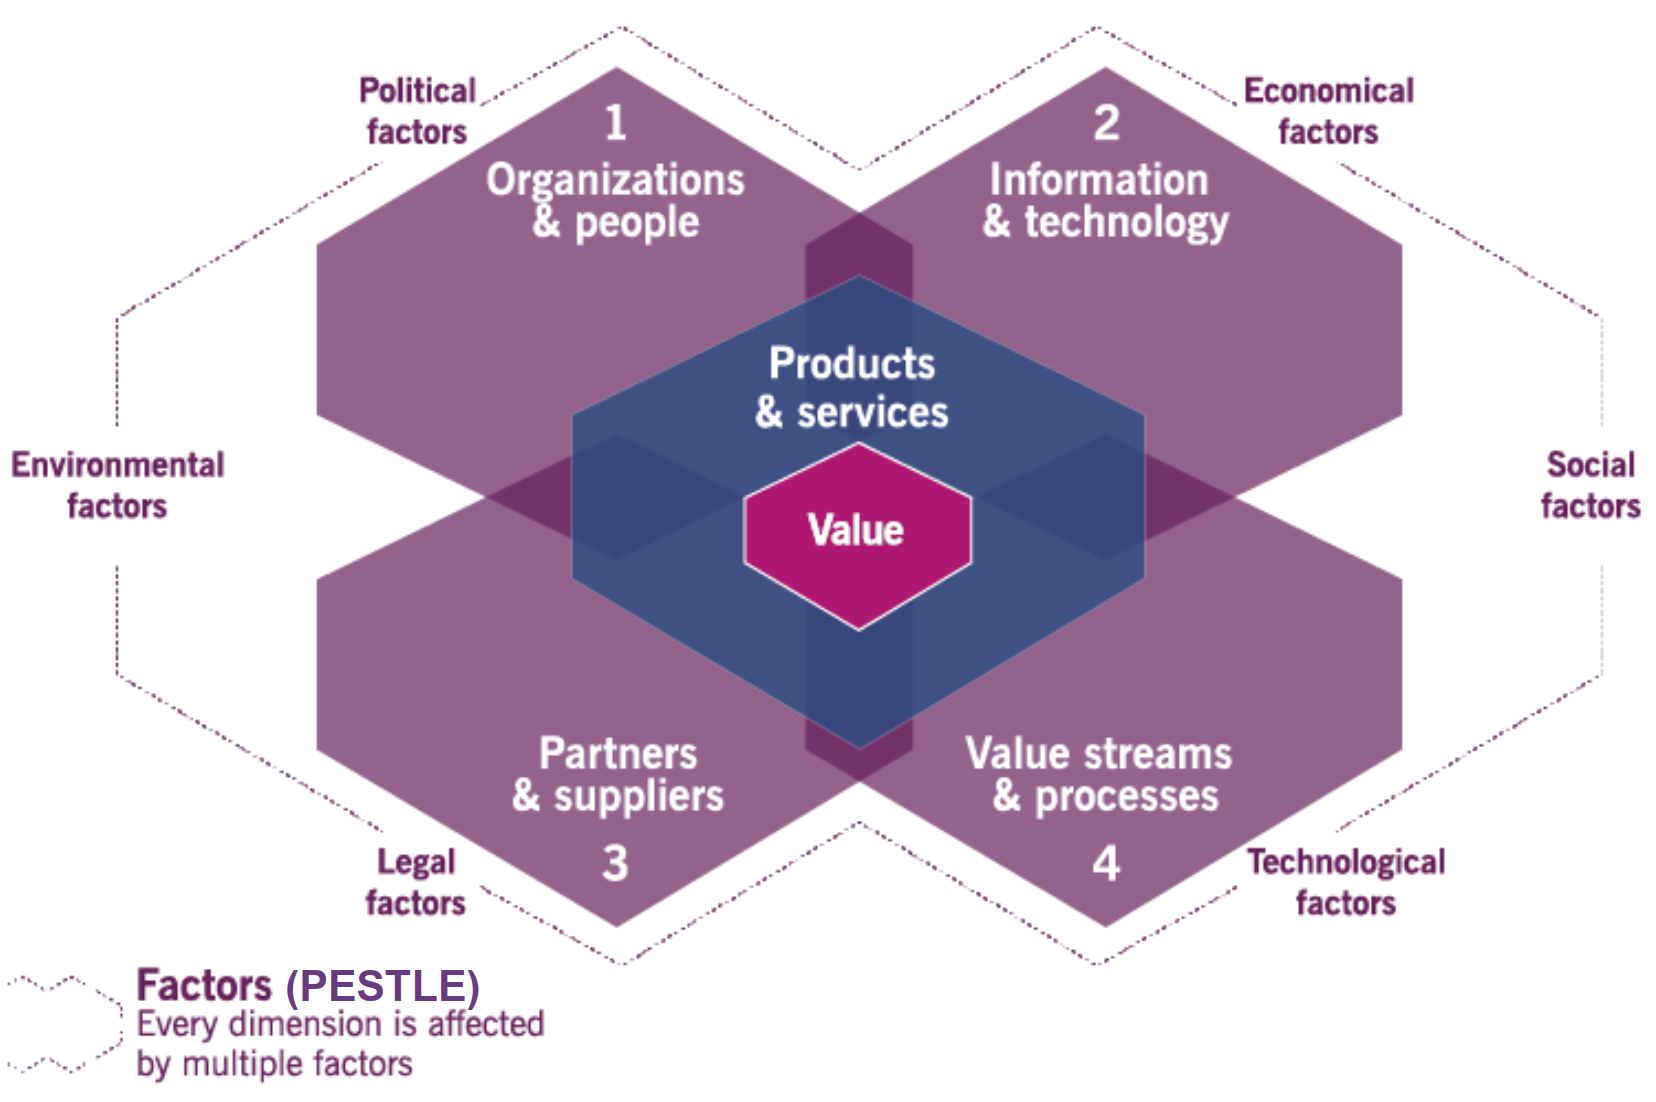 Political
factors
Economical
factors
1
Organizations
& people
2
Information
& technology
Products
& services
Value
Environmental
factors
Social
factors
Partners
& suppliers
3
Value streams
& processes
4
Legal
factors
Technological
factors
Factors (PESTLE)
Every dimension is affected
by multiple factors